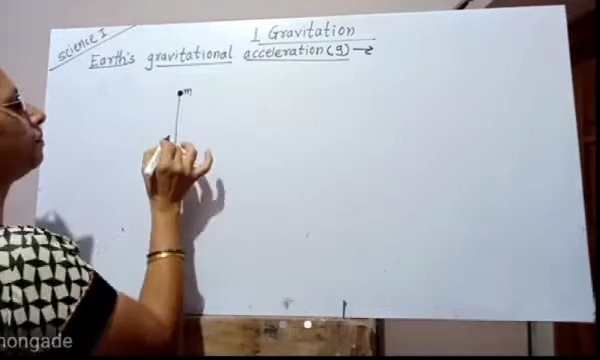 Science I
1 Gravitation
Earth's gravitational acceleration (g) →
m
hongade